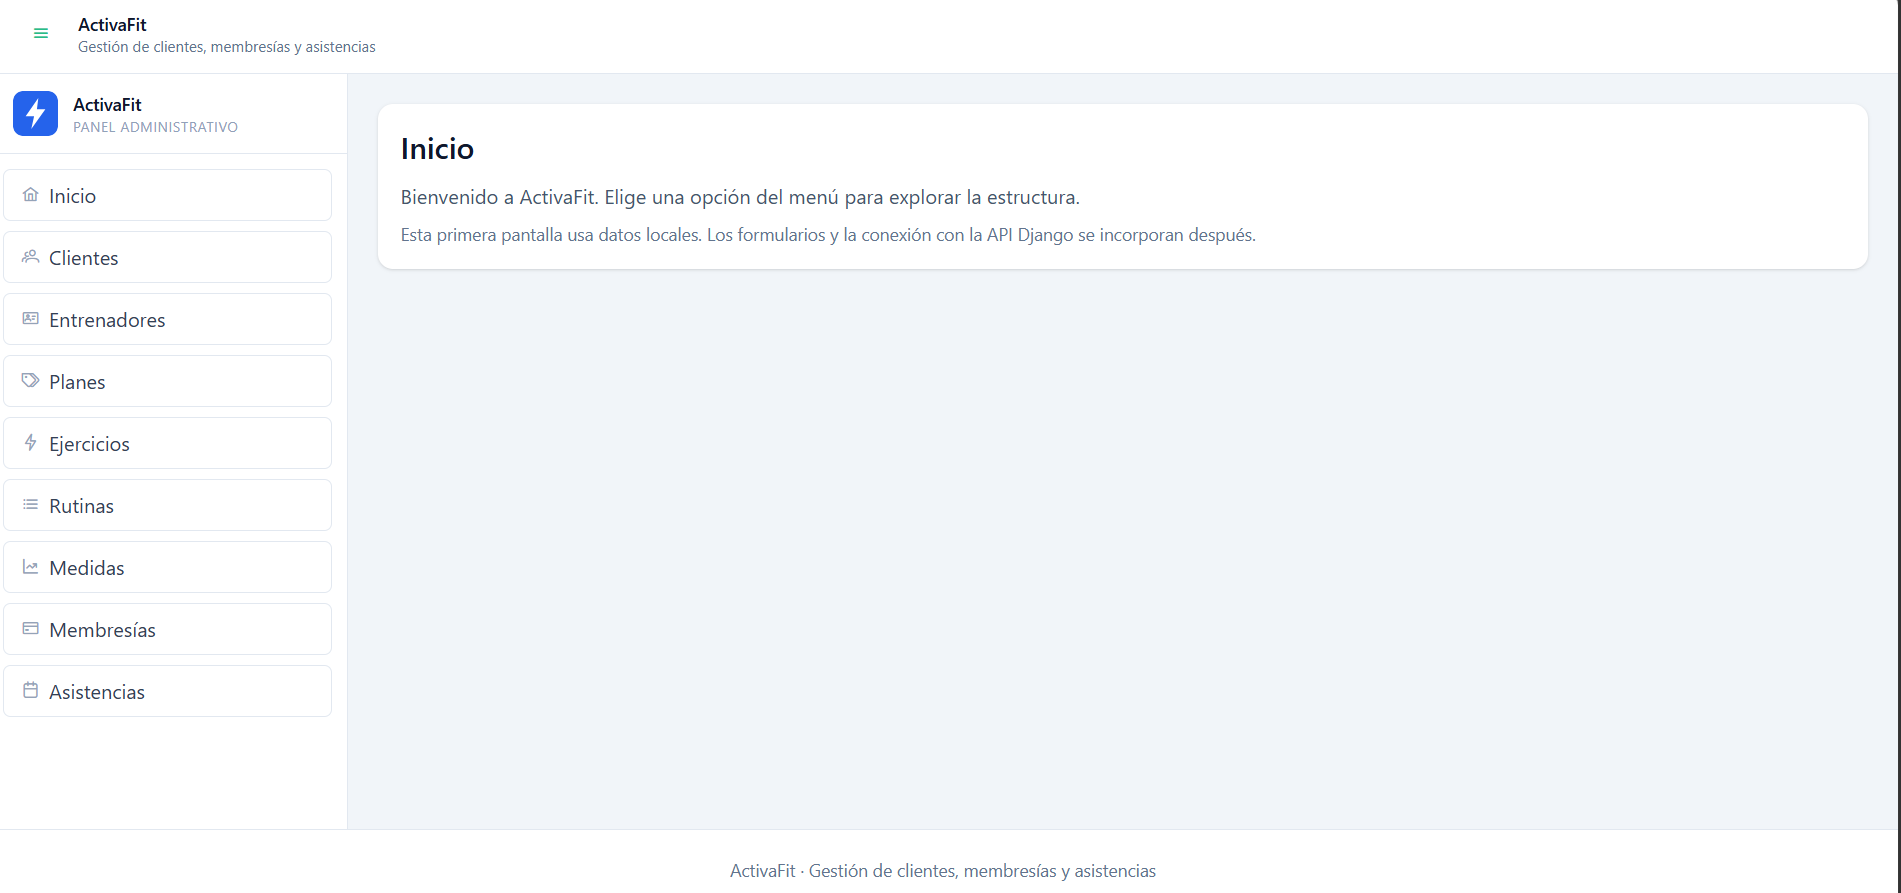 ActivaFit
Gestión de clientes, membresías y asistencias
ActivaFit
PANEL ADMINISTRATIVO
Inicio
Clientes
Entrenadores
Planes
Ejercicios
Rutinas
Medidas
Membresías
Asistencias
Inicio
Bienvenido a ActivaFit. Elige una opción del menú para explorar la estructura.
Esta primera pantalla usa datos locales. Los formularios y la conexión con la API Django se incorporan después.
ActivaFit · Gestión de clientes, membresías y asistencias